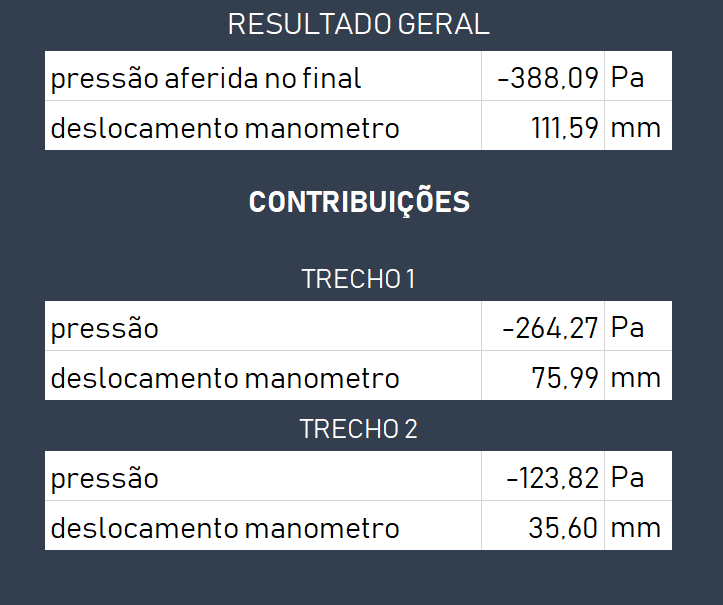 RESULTADO GERAL
pressão aferida no final -388,09 Pa
deslocamento manometro 111,59 mm
CONTRIBUIÇÕES
TRECHO 1
pressão -264,27 Pa
deslocamento manometro 75,99 mm
TRECHO 2
pressão -123,82 Pa
deslocamento manometro 35,60 mm